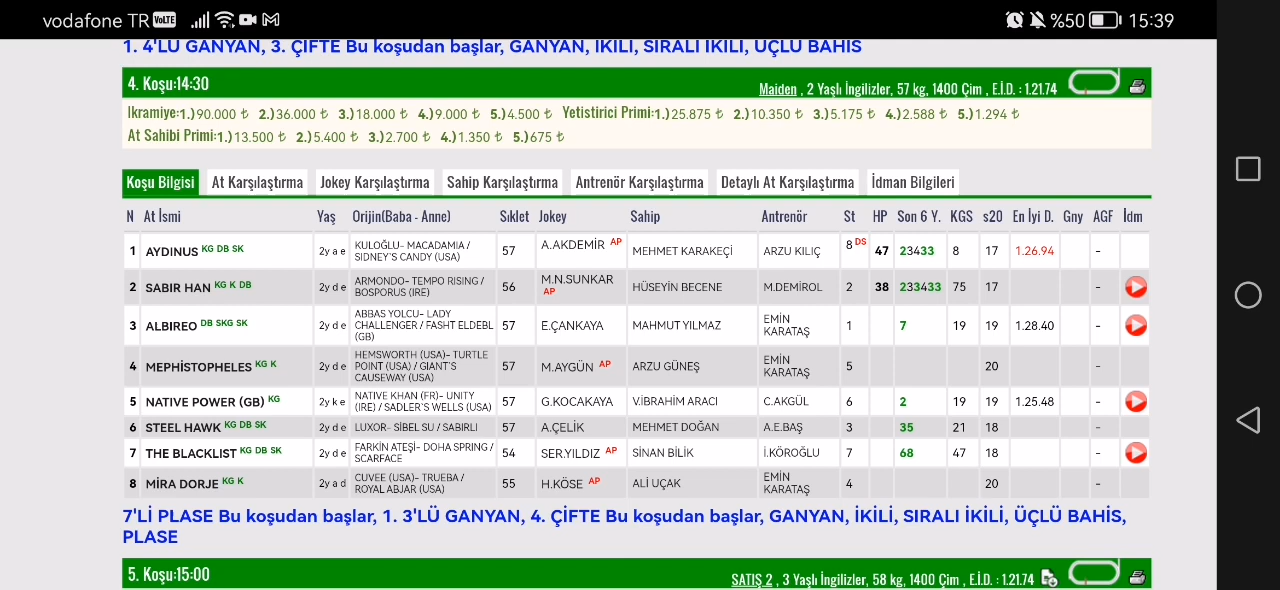 vodafone TR VoLTE %50 15:39
1. 4'LÜ GANYAN, 3. ÇİFTE Bu koşudan başlar, GANYAN, İKİLİ, SIRALI İKİLİ, ÜÇLÜ BAHİS
4. Koşu:14:30 Maiden , 2 Yaşlı İngilizler, 57 kg, 1400 Çim , E.İ.D. : 1.21.74
Ikramiye:1.)90.000 ₺ 2.)36.000 ₺ 3.)18.000 ₺ 4.)9.000 ₺ 5.)4.500 ₺ Yetistirici Primi:1.)25.875 ₺ 2.)10.350 ₺ 3.)5.175 ₺ 4.)2.588 ₺ 5.)1.294 ₺
At Sahibi Primi:1.)13.500 ₺ 2.)5.400 ₺ 3.)2.700 ₺ 4.)1.350 ₺ 5.)675 ₺
Koşu Bilgisi At Karşılaştırma Jokey Karşılaştırma Sahip Karşılaştırma Antrenör Karşılaştırma Detaylı At Karşılaştırma İdman Bilgileri
N At İsmi Yaş Orijin(Baba - Anne) Sıklet Jokey Sahip Antrenör St HP Son 6 Y. KGS s20 En İyi D. Gny AGF İdm
1 AYDINUS KG DB SK 2y a e KULOĞLU- MACADAMIA / SIDNEY'S CANDY (USA) 57 A.AKDEMİR AP MEHMET KARAKEÇİ ARZU KILIÇ 8 DS 47 23433 8 17 1.26.94 -
2 SABIR HAN KG K DB 2y d e ARMONDO- TEMPO RISING / BOSPORUS (IRE) 56 M.N.SUNKAR AP HÜSEYİN BECENE M.DEMİROL 2 38 233433 75 17 -
3 ALBIREO DB SKG SK 2y d e ABBAS YOLCU- LADY CHALLENGER / FASHT ELDEBL (GB) 57 E.ÇANKAYA MAHMUT YILMAZ EMİN KARATAŞ 1 7 19 19 1.28.40 -
4 MEPHİSTOPHELES KG K 2y d e HEMSWORTH (USA)- TURTLE POINT (USA) / GIANT'S CAUSEWAY (USA) 57 M.AYGÜN AP ARZU GÜNEŞ EMİN KARATAŞ 5 20 -
5 NATIVE POWER (GB) KG 2y k e NATIVE KHAN (FR)- UNITY (IRE) / SADLER'S WELLS (USA) 57 G.KOCAKAYA V.İBRAHİM ARACI C.AKGÜL 6 2 19 19 1.25.48 -
6 STEEL HAWK KG DB SK 2y d e LUXOR- SİBEL SU / SABIRLI 57 A.ÇELİK MEHMET DOĞAN A.E.BAŞ 3 35 21 18 -
7 THE BLACKLIST KG DB SK 2y d e FARKİN ATEŞİ- DOHA SPRING / SCARFACE 54 SER.YILDIZ AP SİNAN BİLİK İ.KÖROĞLU 7 68 47 18 -
8 MİRA DORJE KG K 2y a d CUVEE (USA)- TRUEBA / ROYAL ABJAR (USA) 55 H.KÖSE AP ALİ UÇAK EMİN KARATAŞ 4 20 -
7'Lİ PLASE Bu koşudan başlar, 1. 3'LÜ GANYAN, 4. ÇİFTE Bu koşudan başlar, GANYAN, İKİLİ, SIRALI İKİLİ, ÜÇLÜ BAHİS,
PLASE
5. Koşu:15:00 SATIŞ 2 , 3 Yaşlı İngilizler, 58 kg, 1400 Çim , E.İ.D. : 1.21.74